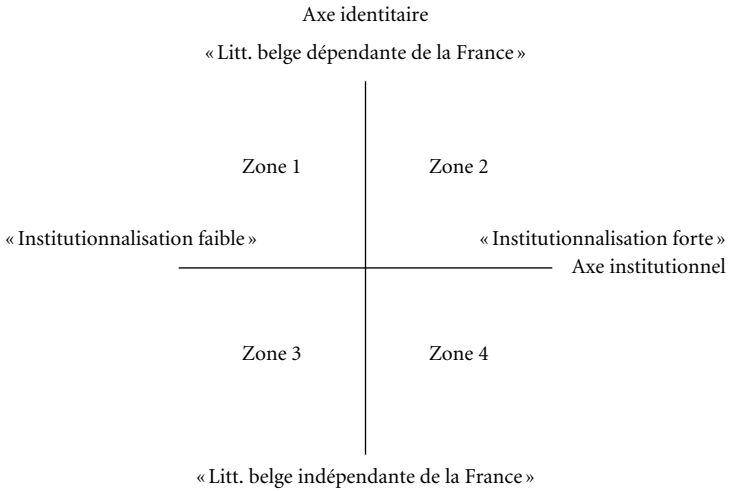 Axe identitaire
« Litt. belge dépendante de la France »
Zone 1
Zone 2
« Institutionnalisation faible »
« Institutionnalisation forte »
Axe institutionnel
Zone 3
Zone 4
« Litt. belge indépendante de la France »